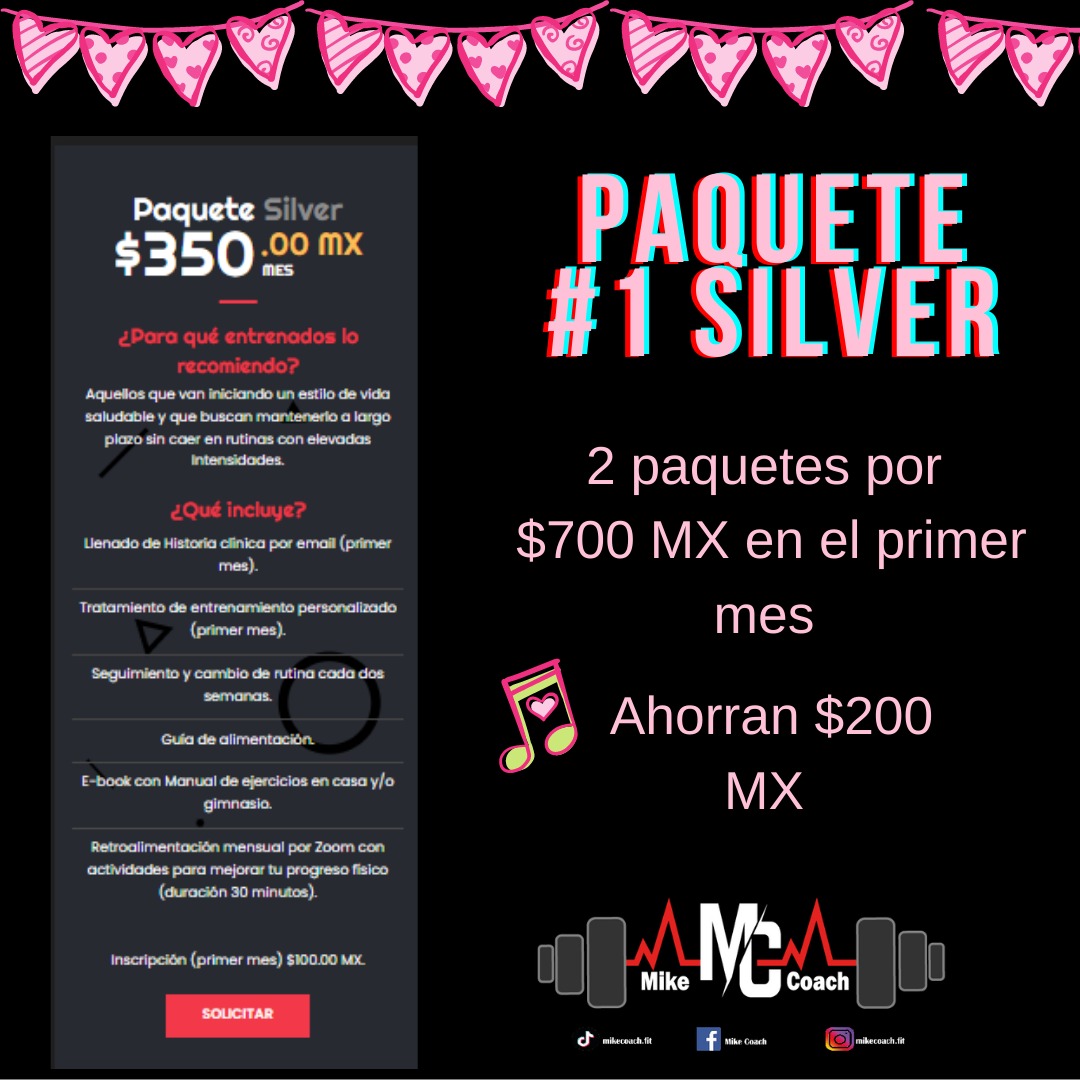 Paquete Silver
$350.00 MX
MES
¿Para qué entrenados lo
recomiendo?
Aquellos que van iniciando un estilo de vida
saludable y que buscan mantenerlo a largo
plazo sin caer en rutinas con elevadas
intensidades.
¿Qué incluye?
Llenado de Historia clínica por email (primer
mes).
Tratamiento de entrenamiento personalizado
(primer mes).
Seguimiento y cambio de rutina cada dos
semanas.
Guía de alimentación.
E-book con Manual de ejercicios en casa y/o
gimnasio.
Retroalimentación mensual por Zoom con
actividades para mejorar tu progreso físico
(duración 30 minutos).
Inscripción (primer mes) $100.00 MX.
SOLICITAR
PAQUETE
#1 SILVER
2 paquetes por
$700 MX en el primer
mes
Ahorran $200
MX
Mike MC Coach
mikecoach.fit
Mike Coach
mikecoach.fit